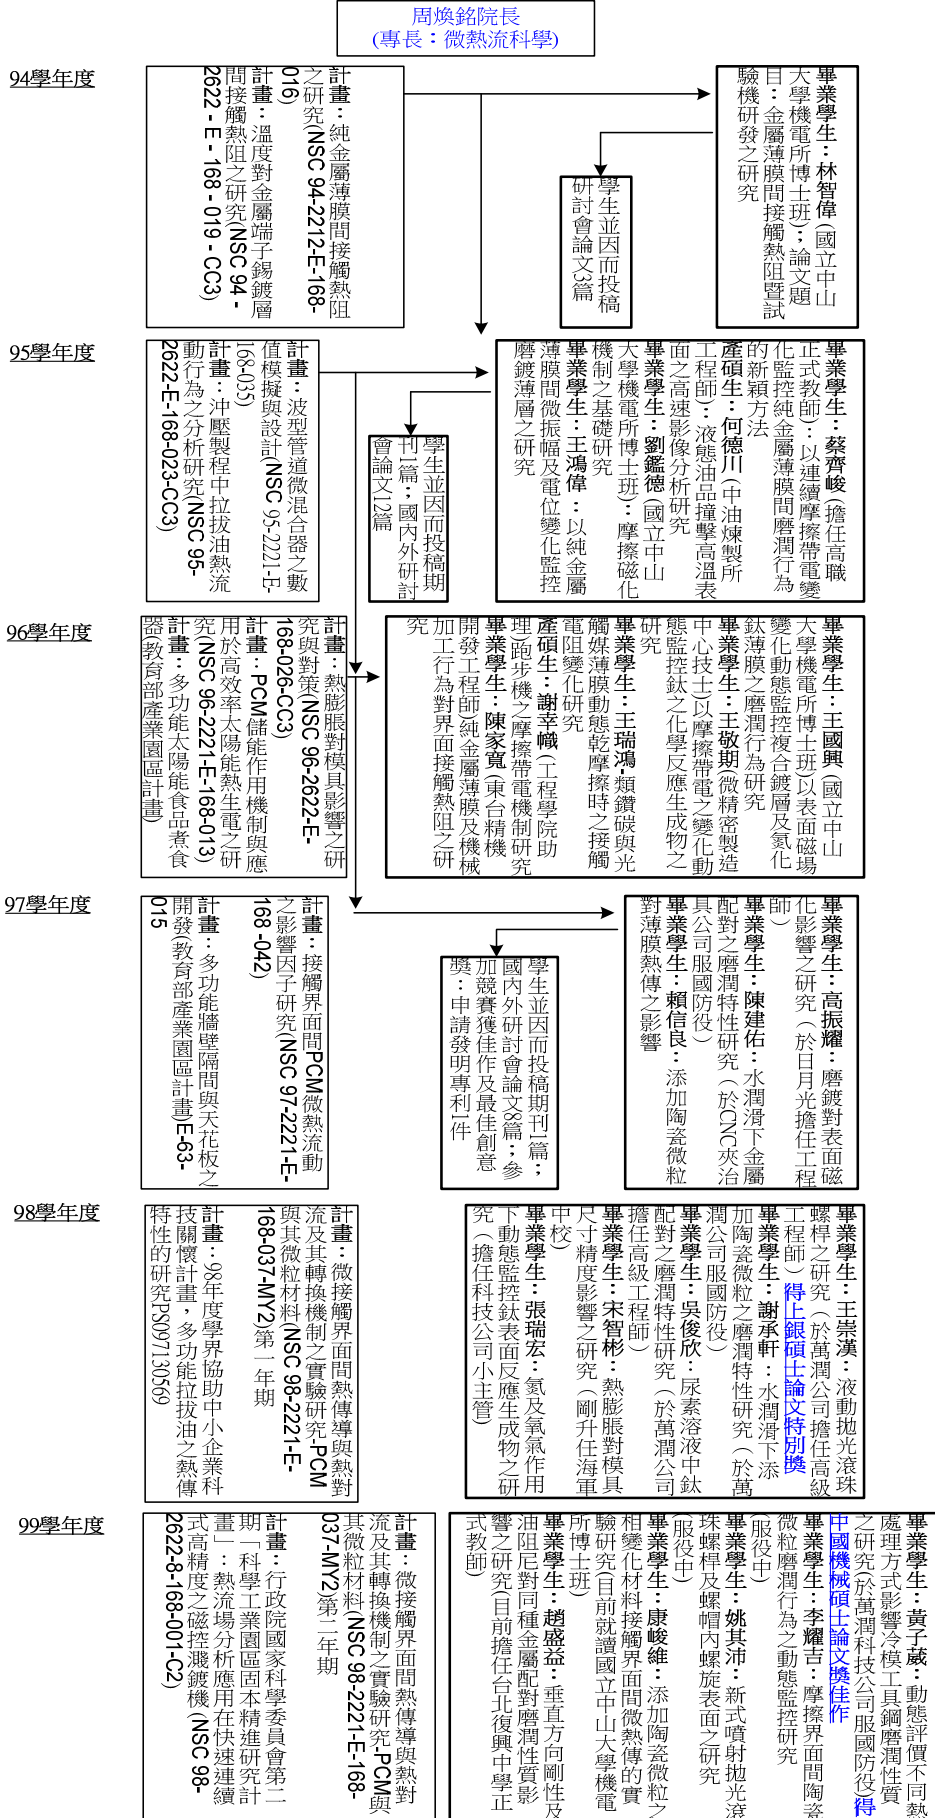 周煥銘院長
(專長：微熱流科學)
94學年度
計畫：純金屬薄膜間接觸熱阻
之研究(NSC 94-2212-E-168-
016)
計畫：溫度對金屬端子錫鍍層
間接觸熱阻之研究(NSC 94 -
2622 - E - 168 - 019 - CC3)
學生並因而投稿
研討會論文3篇
畢業學生：林智偉(國立中山
大學機電所博士班)；論文題
目：金屬薄膜間接觸熱阻暨試
驗機研發之研究
95學年度
計畫：波型管道微混合器之數
值模擬與設計(NSC 95-2221-E-
168-035)
計畫：沖壓製程中拉拔油熱流
動行為之分析研究(NSC 95-
2622-E-168-023-CC3)
學生並因而投稿期
刊1篇；國內外研討
會論文12篇
畢業學生：蔡齊峻(擔任高職
正式教師)：以連續摩擦帶電變
化監控純金屬薄膜間磨潤行為
的新穎方法
產碩生：何德川(中油煉製所
工程師)：液態油品撞擊高溫表
面之高速影像分析研究
畢業學生：劉鑑德(國立中山
大學機電所博士班)：摩擦磁化
機制之基礎研究
畢業學生：王鴻偉：以純金屬
薄膜間微振幅及電位變化監控
磨鍍薄層之研究
96學年度
計畫：熱膨脹對模具影響之研
究與對策(NSC 96-2622-E-
168-026-CC3)
計畫：PCM儲能作用機制與應
用於高效率太陽能熱生電之研
究(NSC 96-2221-E-168-013)
計畫：多功能太陽能食品煮食
器(教育部產業園區計畫)
畢業學生：王國興(國立中山
大學機電所博士班)以表面磁場
變化動態監控複合鍍層及氮化
鈦薄膜之磨潤行為研究
畢業學生：王敬期(微精密製造
中心技士)以摩擦帶電之變化動
態監控鈦之化學反應生成物之
研究
畢業學生：王瑞鴻-類鑽碳與光
觸媒薄膜動態乾摩擦時之接觸
電阻變化研究
產碩生：謝幸幟(工程學院助
理)跑步機之摩擦帶電機制研究
畢業學生：陳家寬(東台精機
開發工程師)純金屬薄膜及機械
加工行為對界面接觸熱阻之研
究
97學年度
計畫：接觸界面間PCM微熱流動
之影響因子研究(NSC 97-2221-E-
168 -042)
計畫：多功能牆壁隔間與天花板之
開發(教育部產業園區計畫)E-63-
015
學生並因而投稿期刊1篇；
國內外研討會論文8篇；參
加競賽獲佳作及最佳創意
獎：申請發明專利1件
畢業學生：高振耀：磨鍍對表面磁
化影響之研究（於日月光擔任工程
師）
畢業學生：陳建佑：水潤滑下金屬
配對之磨潤特性研究（於CNC夾治
具公司服國防役）
畢業學生：賴信良：添加陶瓷微粒
對薄膜熱傳之影響
98學年度
計畫：微接觸界面間熱傳導與熱對
流及其轉換機制之實驗研究-PCM
與其微粒材料(NSC 98-2221-E-
168-037-MY2)第一年期
計畫：98年度學界協助中小企業科
技關懷計畫，多功能拉拔油之熱傳
特性的研究PS097130569
畢業學生：王崇漢：液動拋光滾珠
螺桿之研究（於萬潤公司擔任高級
工程師）得上銀碩士論文特別獎
畢業學生：謝承軒：水潤滑下添
加陶瓷微粒之磨潤特性研究（於萬
潤公司服國防役）
畢業學生：吳俊欣：尿素溶液中鈦
配對之磨潤特性研究（於萬潤公司
擔任高級工程師）
畢業學生：宋智彬：熱膨脹對模具
尺寸精度影響之研究（剛升任海軍
中校）
畢業學生：張瑞宏：氮及氧氣作用
下動態監控鈦表面反應生成物之研
究（擔任科技公司小主管）
99學年度
計畫：微接觸界面間熱傳導與熱對
流及其轉換機制之實驗研究-PCM與
其微粒材料(NSC 98-2221-E-168-
037-MY2)第二年期
計畫：行政院國家科學委員會第二
期「科學工業園區固本精進研究計
畫」：熱流場分析應用在快速連續
式高精度之磁控濺鍍機 (NSC 98-
2622-8-168-001-C2)
畢業學生：黃子葳：動態評價不同熱
處理方式影響冷模工具鋼磨潤性質
之研究(於萬潤科技公司服國防役)得
中國機械碩士論文獎佳作
畢業學生：李耀吉：摩擦界面間陶瓷
微粒磨潤行為之動態監控研究
(服役中)
畢業學生：姚其沛：新式噴射拋光滾
珠螺桿及螺帽內螺旋表面之研究
(服役中)
畢業學生：康峻維：添加陶瓷微粒之
相變化材料接觸界面間微熱傳的實
驗研究(目前就讀國立中山大學機電
所博士班)
畢業學生：趙盛益：垂直方向剛性及
油阻尼對同種金屬配對磨潤性質影
響之研究(目前擔任台北復興中學正
式教師)